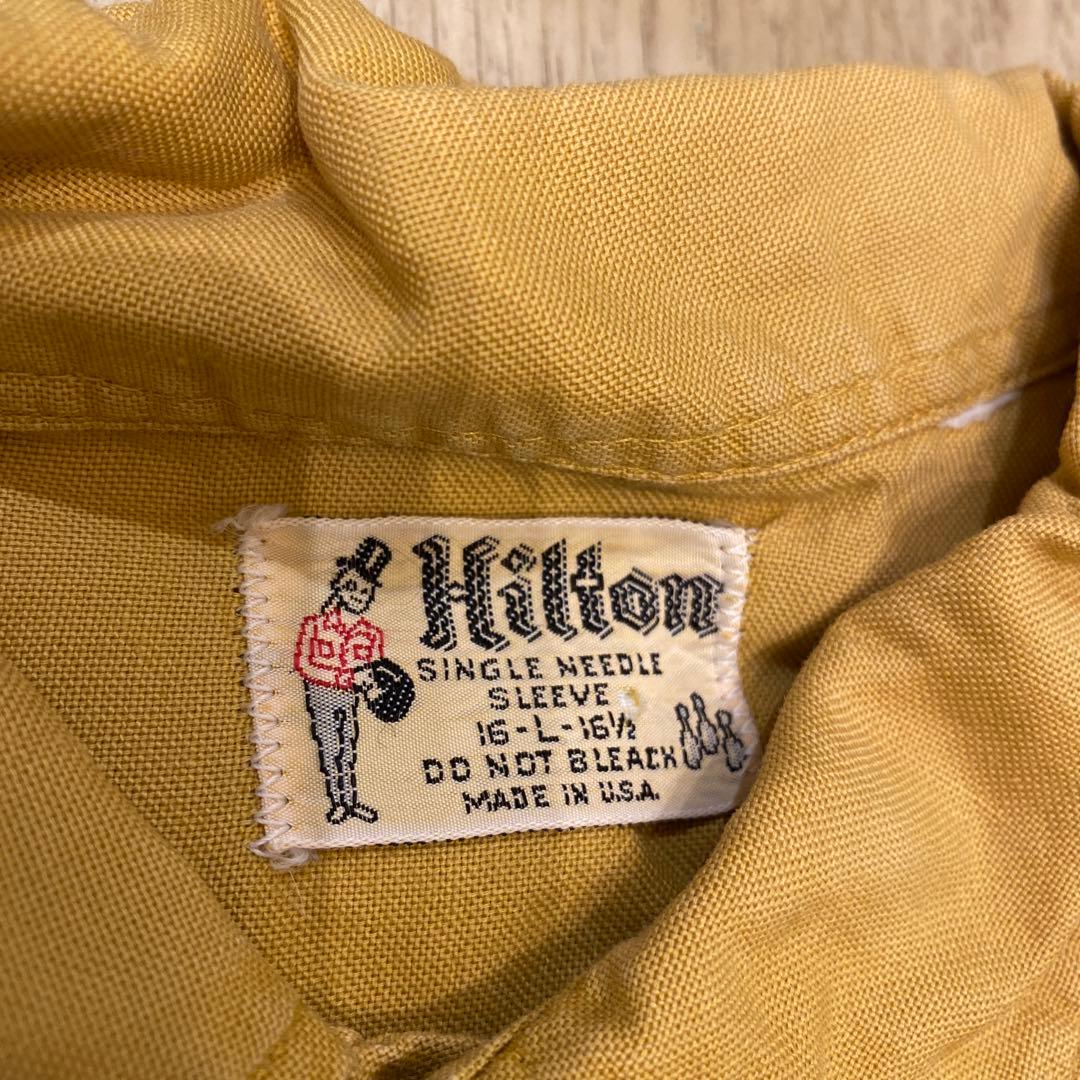 Hilton
SINGLE NEEDLE
SLEEVE
16-L-16½
DO NOT BLEACH
MADE IN U.S.A.